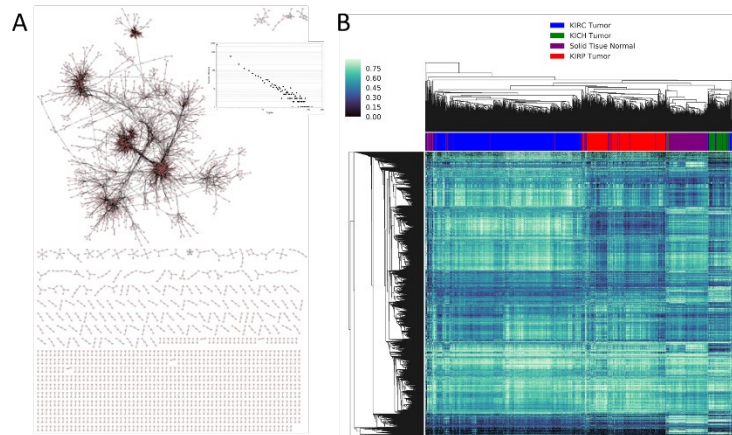 A
B
KIRC Tumor
KICH Tumor
Solid Tissue Normal
KIRP Tumor
0.75
0.60
0.45
0.30
0.15
0.00